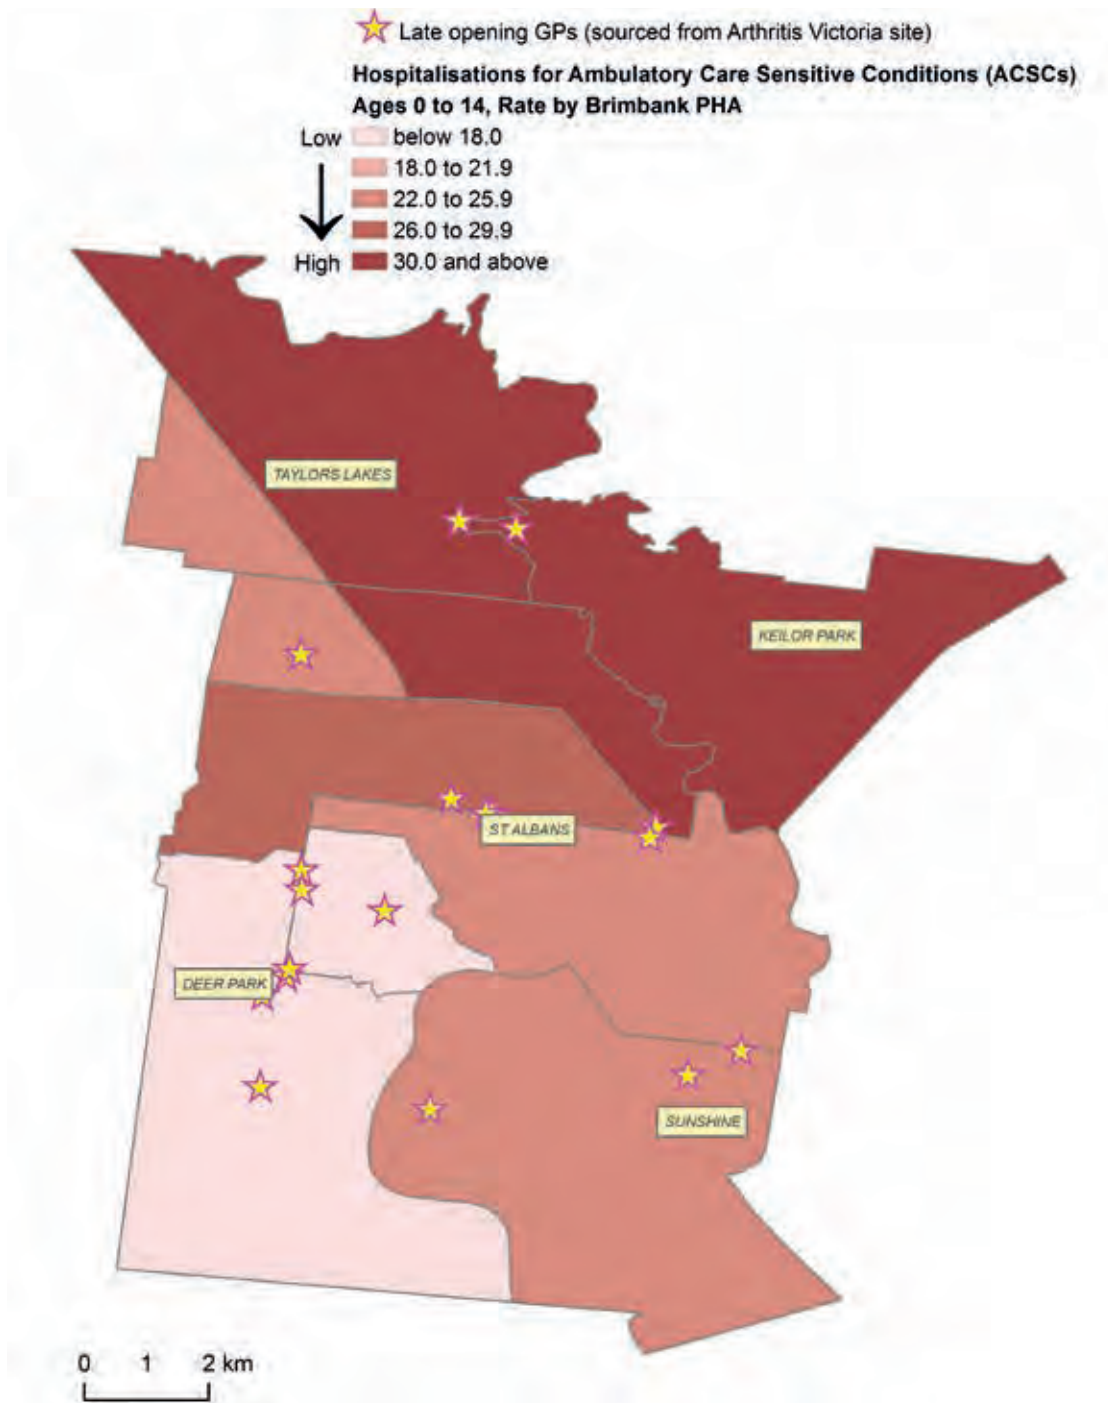 Late opening GPs (sourced from Arthritis Victoria site)
Hospitalisations for Ambulatory Care Sensitive Conditions (ACSCs)
Ages 0 to 14, Rate by Brimbank PHA
Low below 18.0
18.0 to 21.9
22.0 to 25.9
26.0 to 29.9
High 30.0 and above
TAYLORS LAKES
KEILOR PARK
ST ALBANS
DEER PARK
SUNSHINE
0 1 2 km